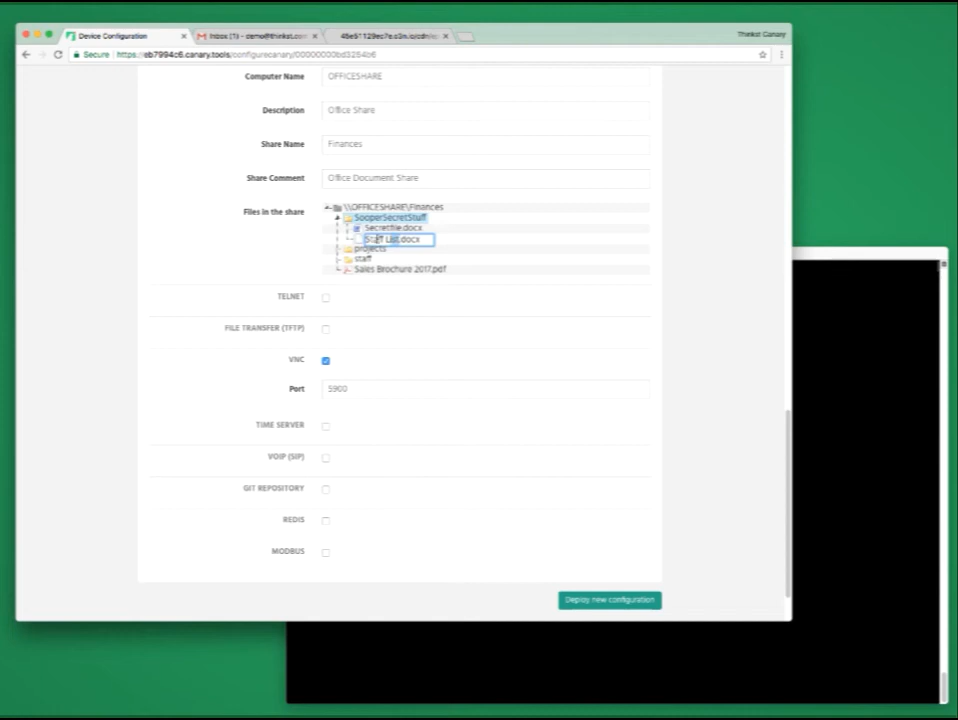 Device Configuration
Thinkst Canary
Secure
Computer Name
OFFICESHARE
Description
Office Share
Share Name
Finances
Share Comment
Office Document Share
Files in the share
\\OFFICESHARE\Finances
SooperSecretStuff
Secretfile.docx
Staff List.docx
projects
staff
Sales Brochure 2017.pdf
TELNET
FILE TRANSFER (TFTP)
VNC
Port
5900
TIME SERVER
VOIP (SIP)
GIT REPOSITORY
REDIS
MODBUS
Deploy new configuration